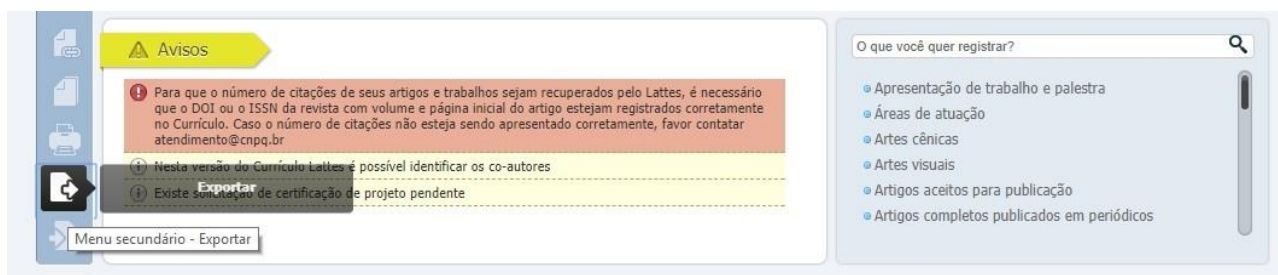 Avisos
Para que o número de citações de seus artigos e trabalhos sejam recuperados pelo Lattes, é necessário
que o DOI ou o ISSN da revista com volume e página inicial do artigo estejam registrados corretamente
no Currículo. Caso o número de citações não esteja sendo apresentado corretamente, favor contatar
atendimento@cnpq.br
Nesta versão do Currículo Lattes é possível identificar os co-autores
Existe solicitação de certificação de projeto pendente
Exportar
Menu secundário - Exportar
O que você quer registrar?
Apresentação de trabalho e palestra
Áreas de atuação
Artes cênicas
Artes visuais
Artigos aceitos para publicação
Artigos completos publicados em periódicos